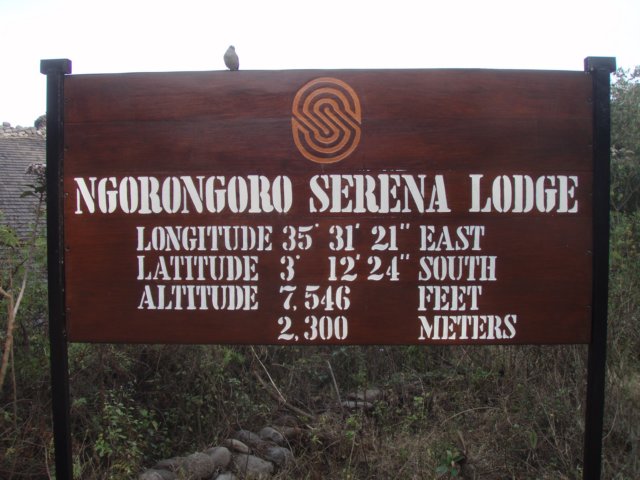 NGORONGORO SERENA LODGE
LONGITUDE 35° 31' 21" EAST
LATITUDE 3° 12' 24" SOUTH
ALTITUDE 7,546 FEET
2,300 METERS